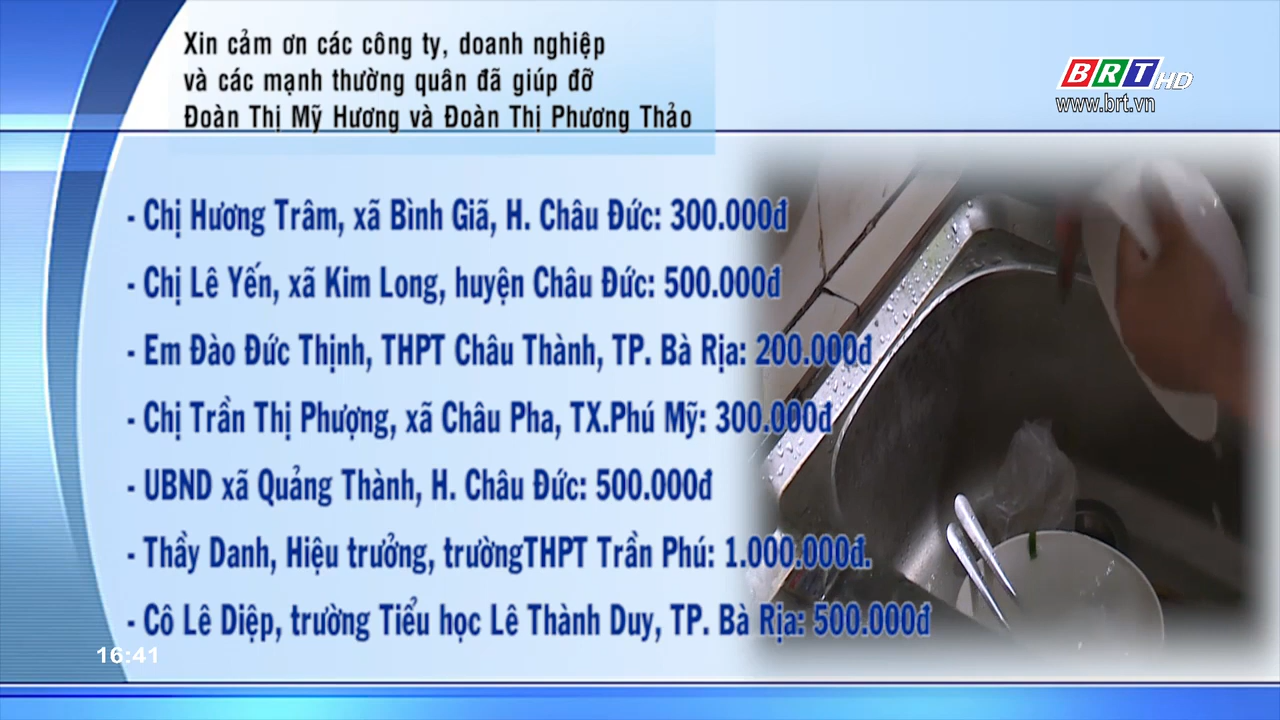 Xin cảm ơn các công ty, doanh nghiệp
và các mạnh thường quân đã giúp đỡ
Đoàn Thị Mỹ Hương và Đoàn Thị Phương Thảo
BRT HD
www.brt.vn
- Chị Hương Trâm, xã Bình Giã, H. Châu Đức: 300.000đ
- Chị Lê Yến, xã Kim Long, huyện Châu Đức: 500.000đ
- Em Đào Đức Thịnh, THPT Châu Thành, TP. Bà Rịa: 200.000đ
- Chị Trần Thị Phượng, xã Châu Pha, TX.Phú Mỹ: 300.000đ
- UBND xã Quảng Thành, H. Châu Đức: 500.000đ
- Thầy Danh, Hiệu trưởng, trườngTHPT Trần Phú: 1.000.000đ.
- Cô Lê Diệp, trường Tiểu học Lê Thành Duy, TP. Bà Rịa: 500.000đ
16:41